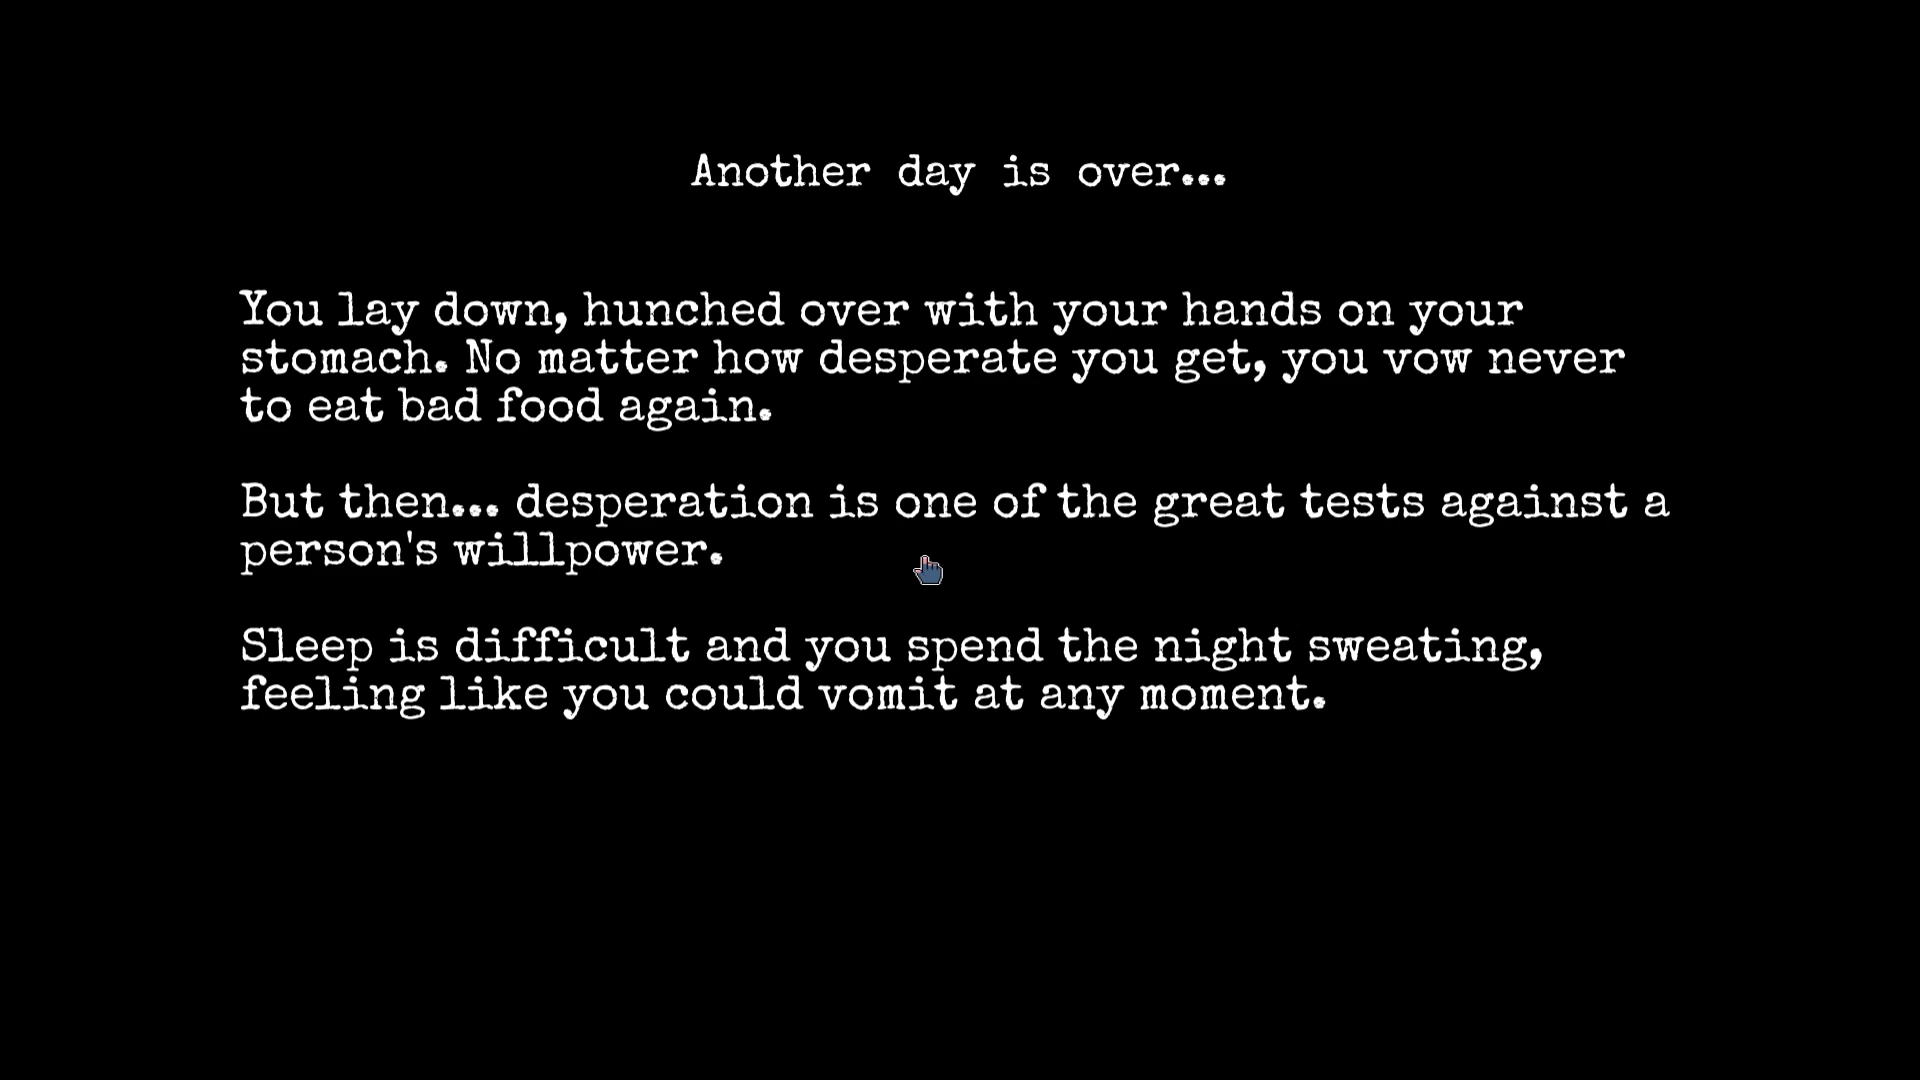 Another day is over...
You lay down, hunched over with your hands on your
stomach. No matter how desperate you get, you vow never
to eat bad food again.
But then... desperation is one of the great tests against a
person's willpower.
Sleep is difficult and you spend the night sweating,
feeling like you could vomit at any moment.